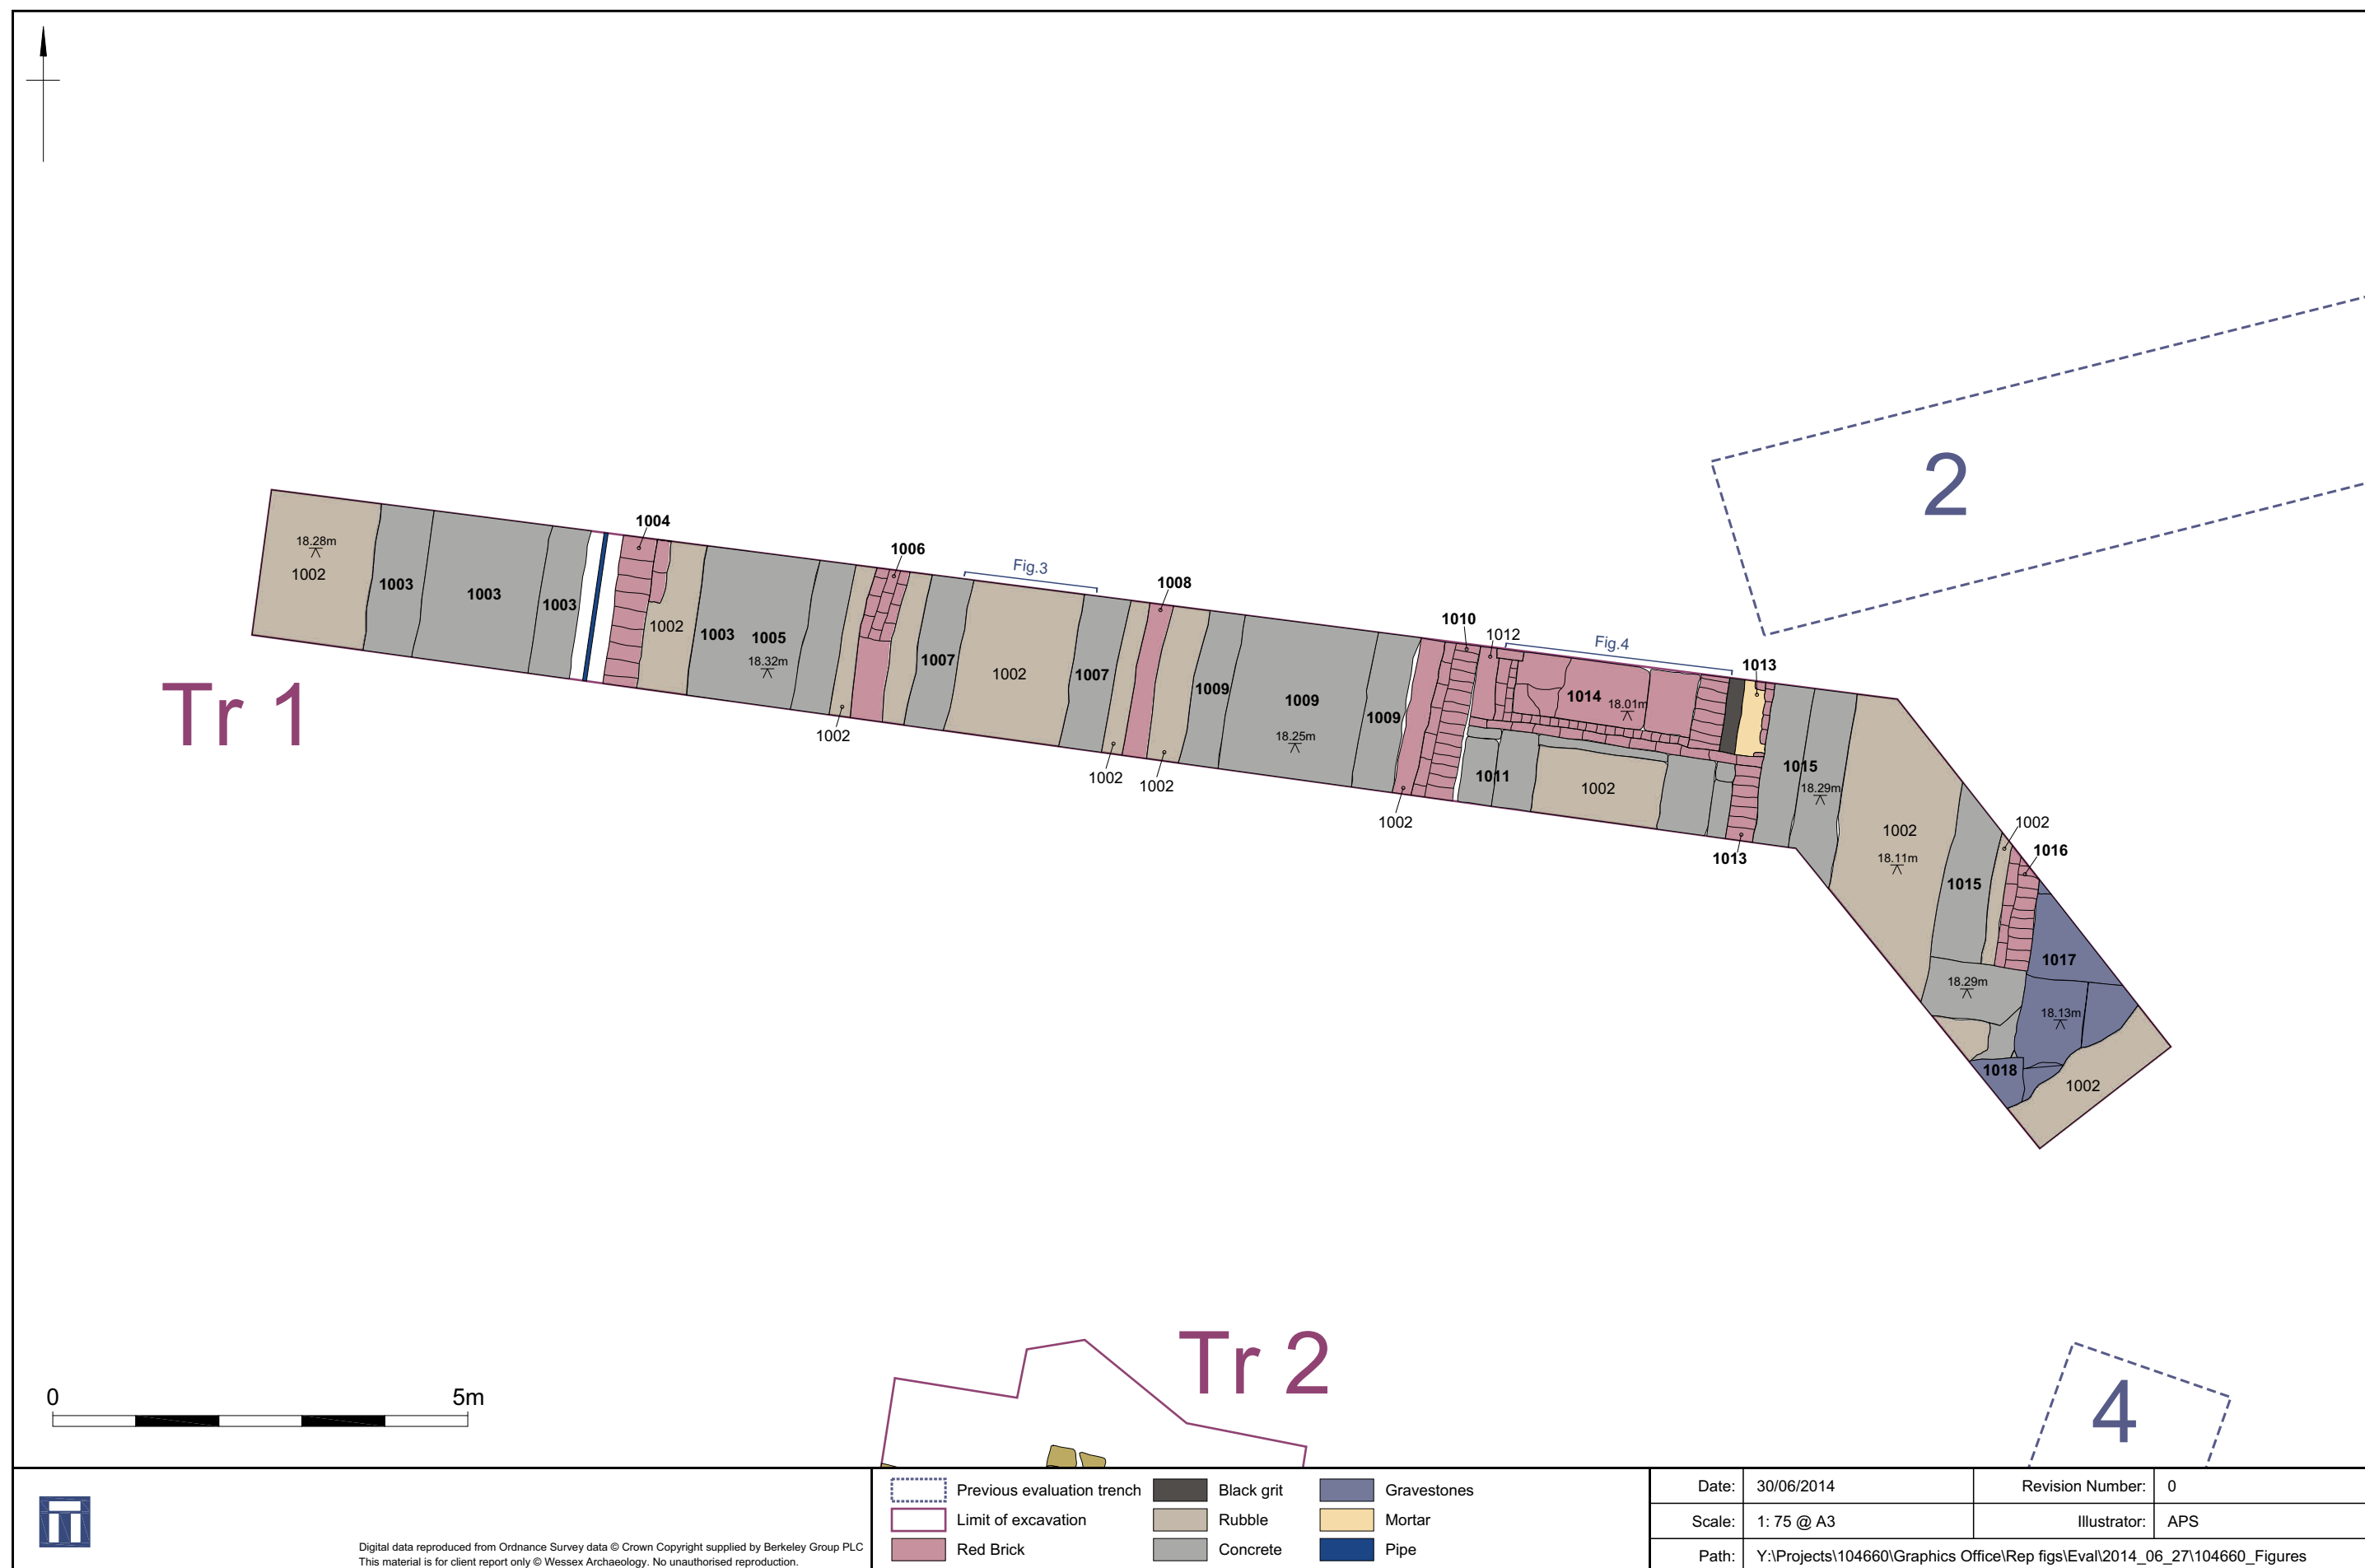 2
18.28m
1002
1003
1003
1003
1004
1002
1003
1005
18.32m
1002
1006
1007
Fig.3
1002
1007
1002
1008
1002
1009
1009
18.25m
1009
1002
1010
1012
Fig.4
1014
18.01m
1011
1002
1013
1013
1015
18.29m
1002
18.11m
1015
1002
1016
1017
18.29m
18.13m
1018
1002
Tr 1
Tr 2
4
0 5m
Previous evaluation trench
Limit of excavation
Red Brick
Black grit
Rubble
Concrete
Gravestones
Mortar
Pipe
Digital data reproduced from Ordnance Survey data © Crown Copyright supplied by Berkeley Group PLC
This material is for client report only © Wessex Archaeology. No unauthorised reproduction.
Date: 30/06/2014 Revision Number: 0
Scale: 1: 75 @ A3 Illustrator: APS
Path: Y:\Projects\104660\Graphics Office\Rep figs\Eval\2014_06_27\104660_Figures